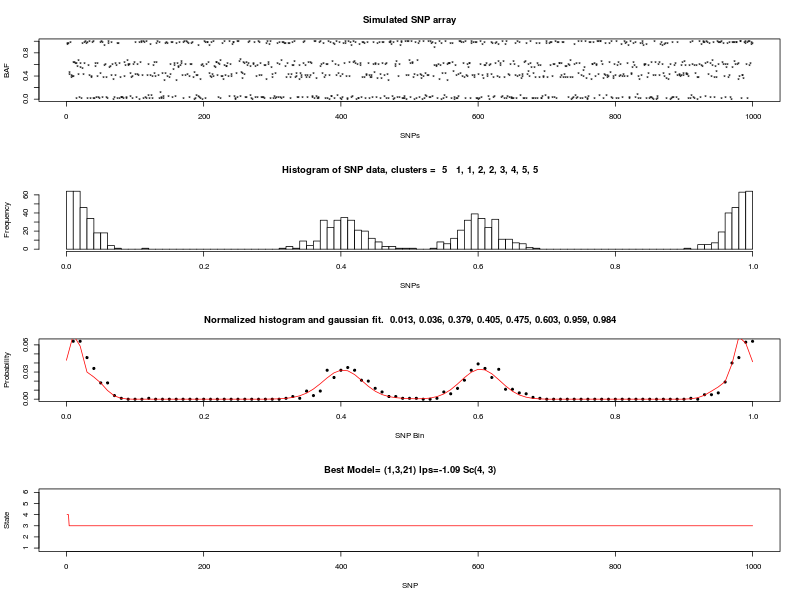 Simulated SNP array
BAF
0.0 0.4 0.8
0 200 400 600 800 1000
SNPs
Histogram of SNP data, clusters = 5 1, 1, 2, 2, 3, 4, 5, 5
Frequency
0 20 40 60
0.0 0.2 0.4 0.6 0.8 1.0
SNPs
Normalized histogram and gaussian fit. 0.013, 0.036, 0.379, 0.405, 0.475, 0.603, 0.959, 0.984
Probability
0.00 0.03 0.06
0.0 0.2 0.4 0.6 0.8 1.0
SNP Bin
Best Model= (1,3,21) lps=-1.09 Sc(4, 3)
State
1 2 3 4 5 6
0 200 400 600 800 1000
SNP